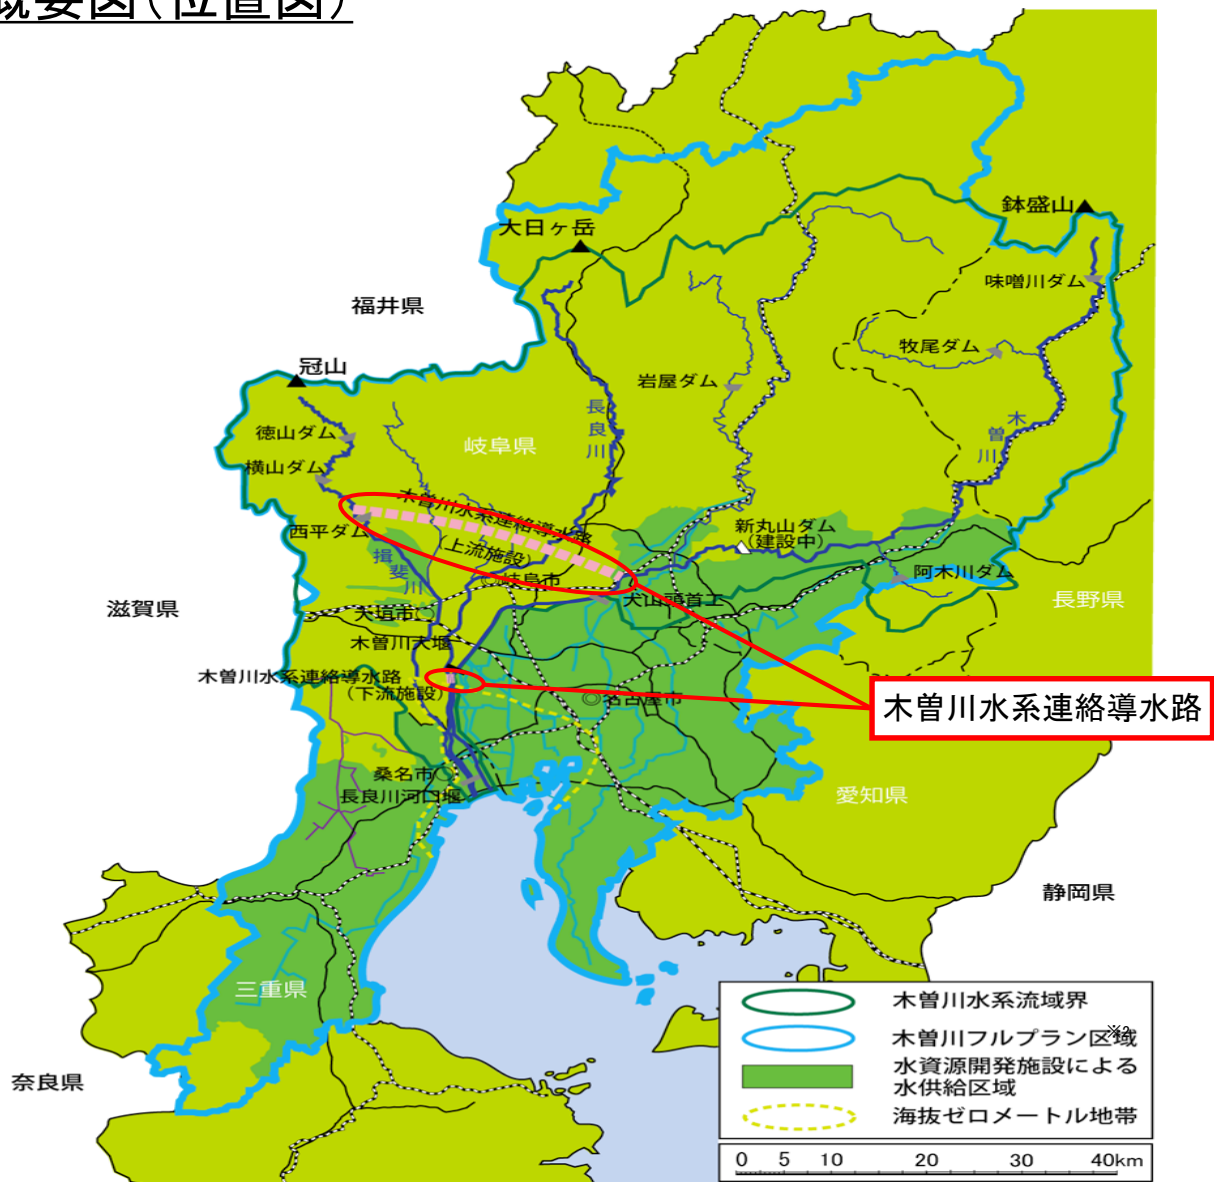 概要図(位置図)
鉢盛山
大日ヶ岳
味噌川ダム
福井県
牧尾ダム
冠山
岩屋ダム
長良川
木曽川
徳山ダム
岐阜県
横山ダム
木曽川水系連絡導水路
(上流施設)
西平ダム
新丸山ダム
(建設中)
揖斐川
◎岐阜市
阿木川ダム
滋賀県
大垣市○
犬山頭首工
長野県
木曽川大堰
木曽川水系連絡導水路
(下流施設)
◎名古屋市
木曽川水系連絡導水路
桑名市○
長良川河口堰
愛知県
静岡県
三重県
奈良県
木曽川水系流域界
木曽川フルプラン区域※2
水資源開発施設による
水供給区域
海抜ゼロメートル地帯
0 5 10 20 30 40km